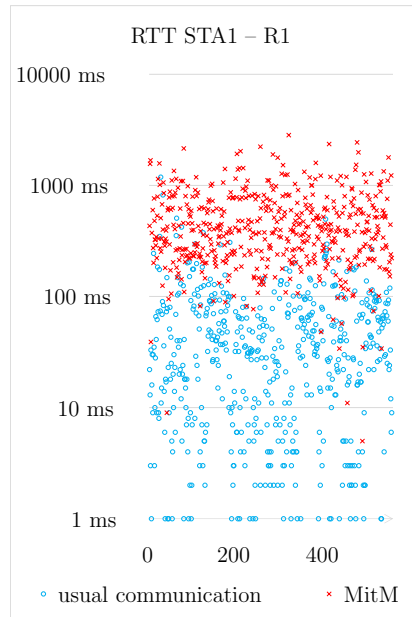 RTT STA1 – R1
10000 ms
1000 ms
100 ms
10 ms
1 ms
0 200 400
usual communication MitM